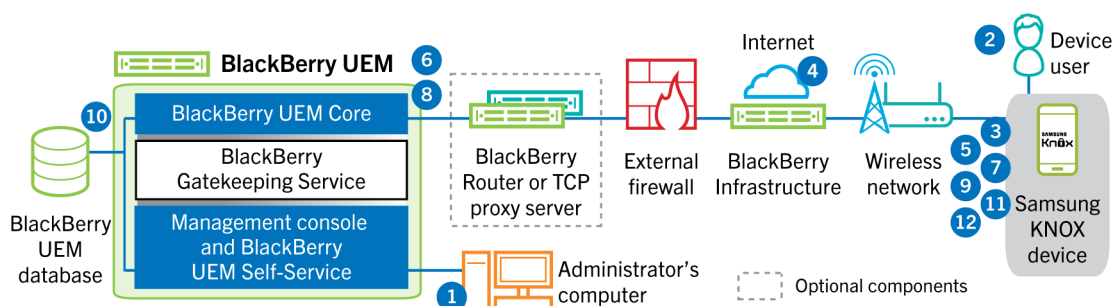 BlackBerry UEM
6
8
10
BlackBerry UEM Core
BlackBerry
Gatekeeping Service
Management console
and BlackBerry
UEM Self-Service
BlackBerry
UEM
database
1
Administrator's
computer
BlackBerry
Router or TCP
proxy server
External
firewall
Internet
4
BlackBerry
Infrastructure
Wireless
network
2
Device
user
3
5
7
9
11
12
SAMSUNG
Knox
Samsung
KNOX
device
Optional components